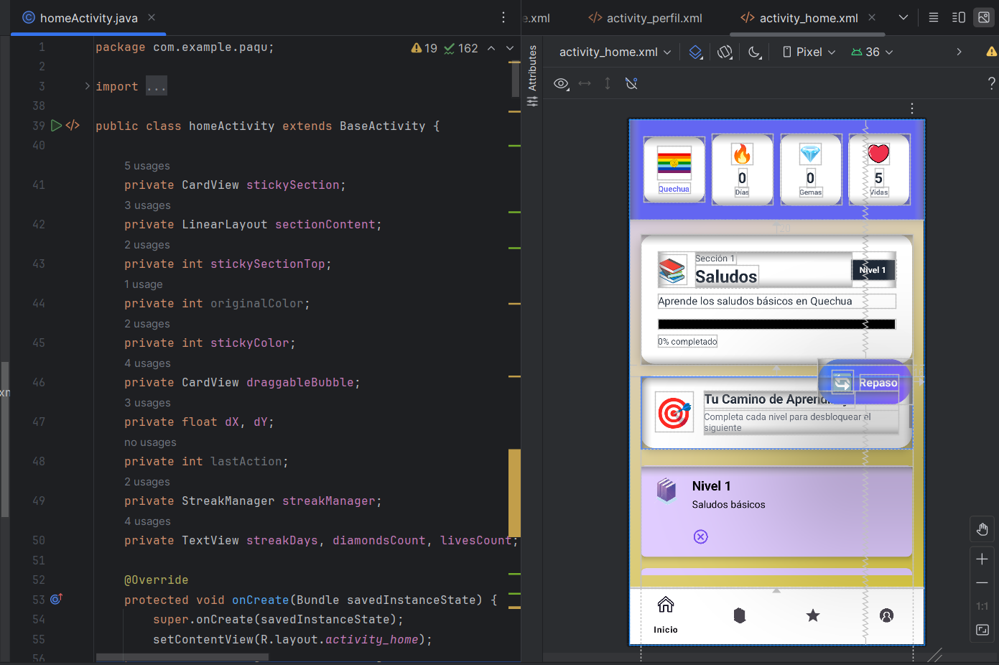 homeActivity.java
e.xml
activity_perfil.xml
activity_home.xml
1 package com.example.paqu;
19 162
2
3 import ...
38
39 public class homeActivity extends BaseActivity {
40
5 usages
41 private CardView stickySection;
3 usages
42 private LinearLayout sectionContent;
2 usages
43 private int stickySectionTop;
1 usage
44 private int originalColor;
2 usages
45 private int stickyColor;
4 usages
46 private CardView draggableBubble;
3 usages
47 private float dX, dY;
no usages
48 private int lastAction;
2 usages
49 private StreakManager streakManager;
4 usages
50 private TextView streakDays, diamondsCount, livesCount;
51
52 @Override
53 protected void onCreate(Bundle savedInstanceState) {
54 super.onCreate(savedInstanceState);
55 setContentView(R.layout.activity_home);
56
Attributes
activity_home.xml
Pixel
36
?
Quechua
0
Días
0
Gemas
5
Vidas
20
Sección 1
Saludos
Nivel 1
Aprende los saludos básicos en Quechua
0% completado
Repaso
Tu Camino de
Completa cada nivel para desbloquear el
siguiente
Nivel 1
Saludos básicos
Inicio
1:1